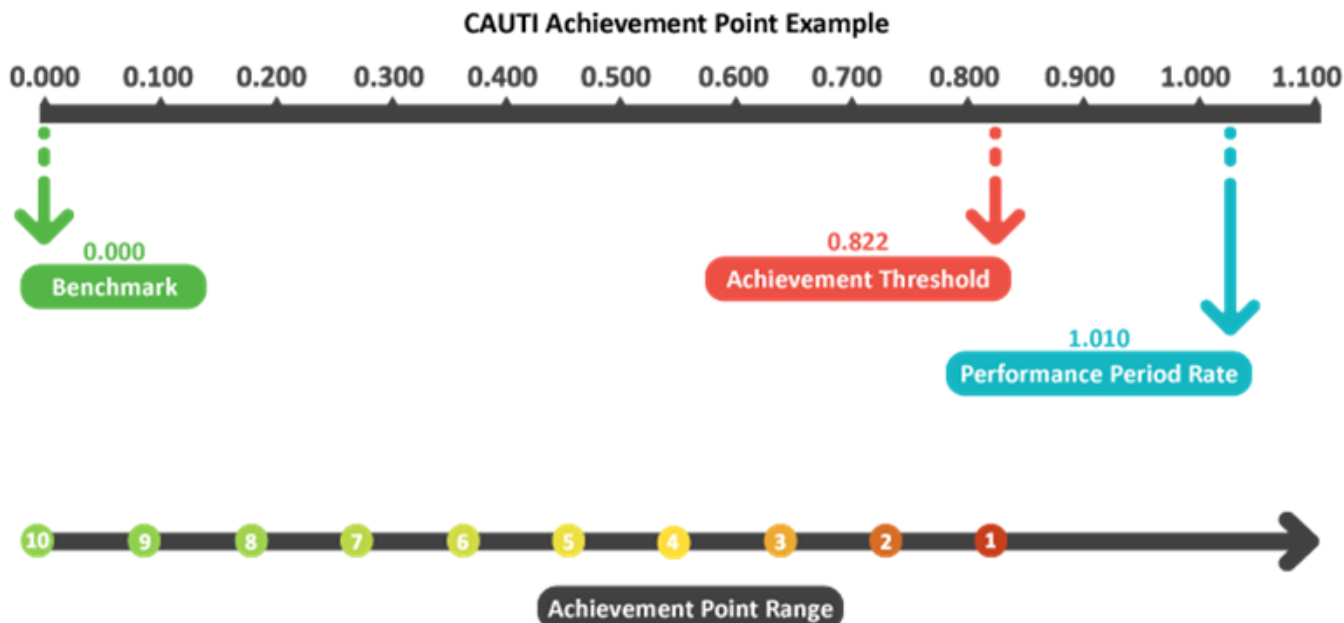 CAUTI Achievement Point Example
0.000 0.100 0.200 0.300 0.400 0.500 0.600 0.700 0.800 0.900 1.000 1.100
0.000
Benchmark
0.822
Achievement Threshold
1.010
Performance Period Rate
10 9 8 7 6 5 4 3 2 1
Achievement Point Range